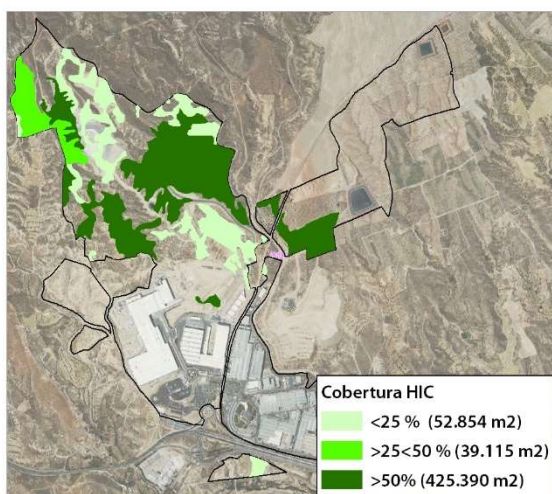 Cobertura HIC
<25 % (52.854 m2)
>25<50 % (39.115 m2)
>50% (425.390 m2)